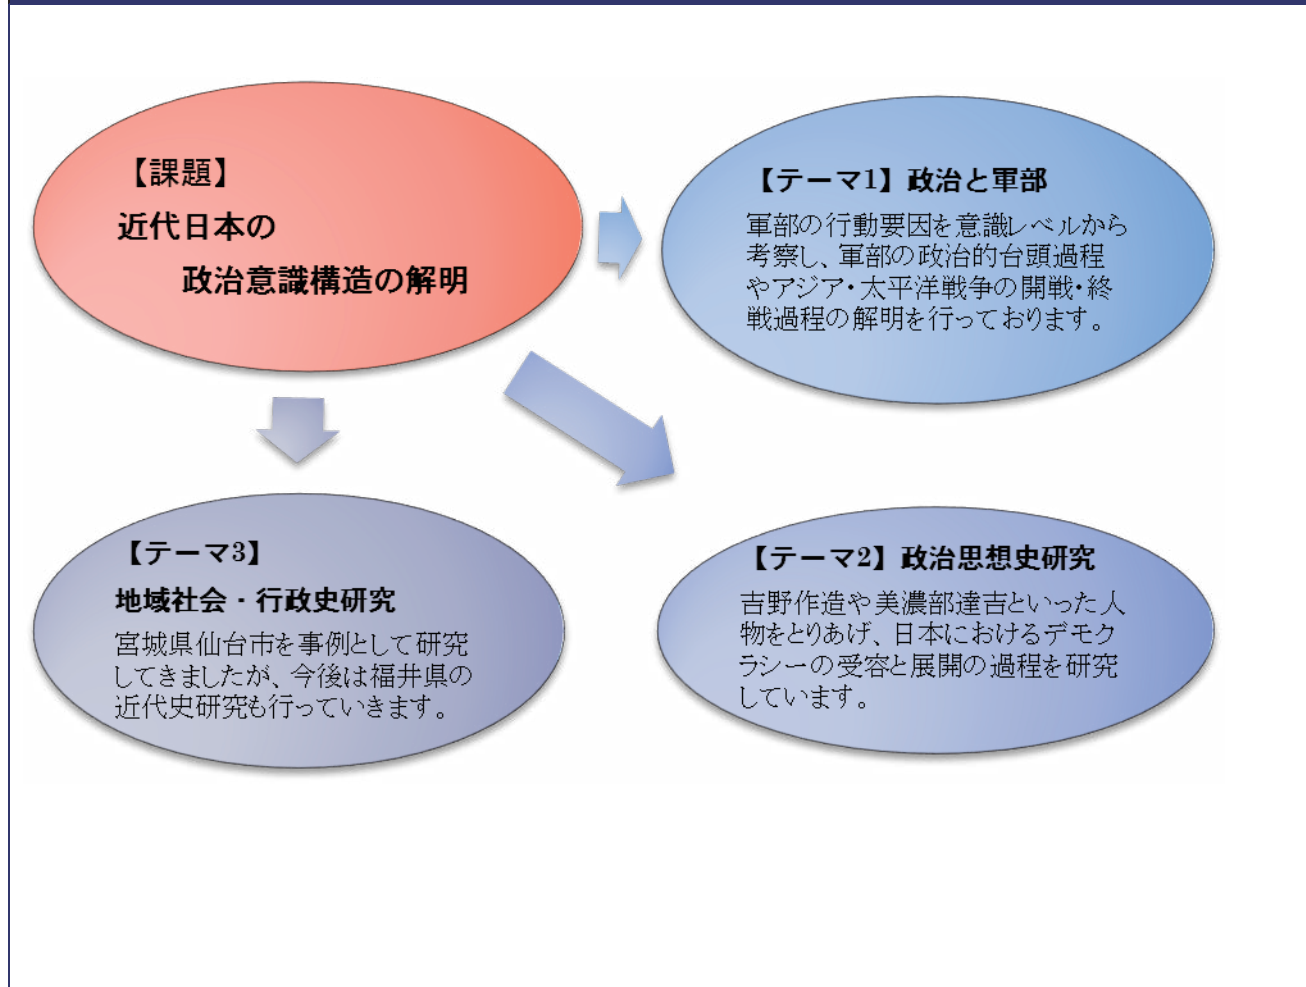 【課題】
近代日本の
政治意識構造の解明
【テーマ1】政治と軍部
軍部の行動要因を意識レベルから
考察し、軍部の政治的台頭過程
やアジア・太平洋戦争の開戦・終
戦過程の解明を行っております。
【テーマ2】政治思想史研究
吉野作造や美濃部達吉といった人
物をとりあげ、日本におけるデモク
ラシーの受容と展開の過程を研究
しています。
【テーマ3】
地域社会・行政史研究
宮城県仙台市を事例として研究
してきましたが、今後は福井県の
近代史研究も行っていきます。